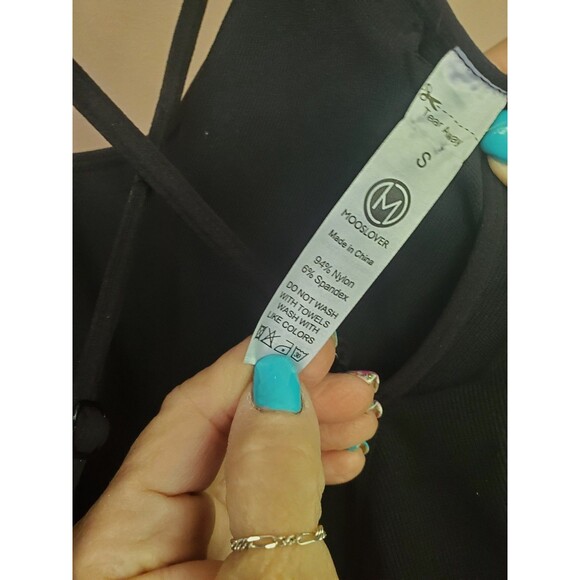 Tear Away
S
M
MOOSLOVER
Made in China
94% Nylon
6% Spandex
DO NOT WASH
WITH TOWELS
WASH WITH
LIKE COLORS
30